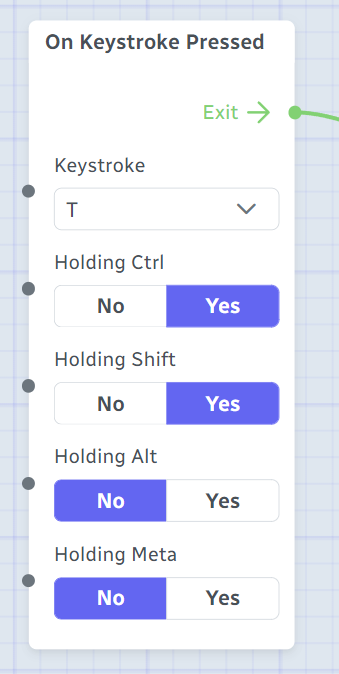 On Keystroke Pressed
Exit
Keystroke
T
Holding Ctrl
No Yes
Holding Shift
No Yes
Holding Alt
No Yes
Holding Meta
No Yes